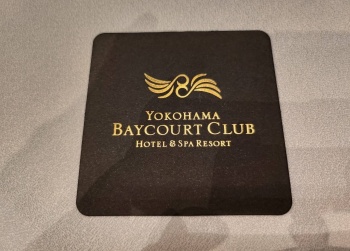 YOKOHAMA
BAYCOURT CLUB
HOTEL & SPA RESORT